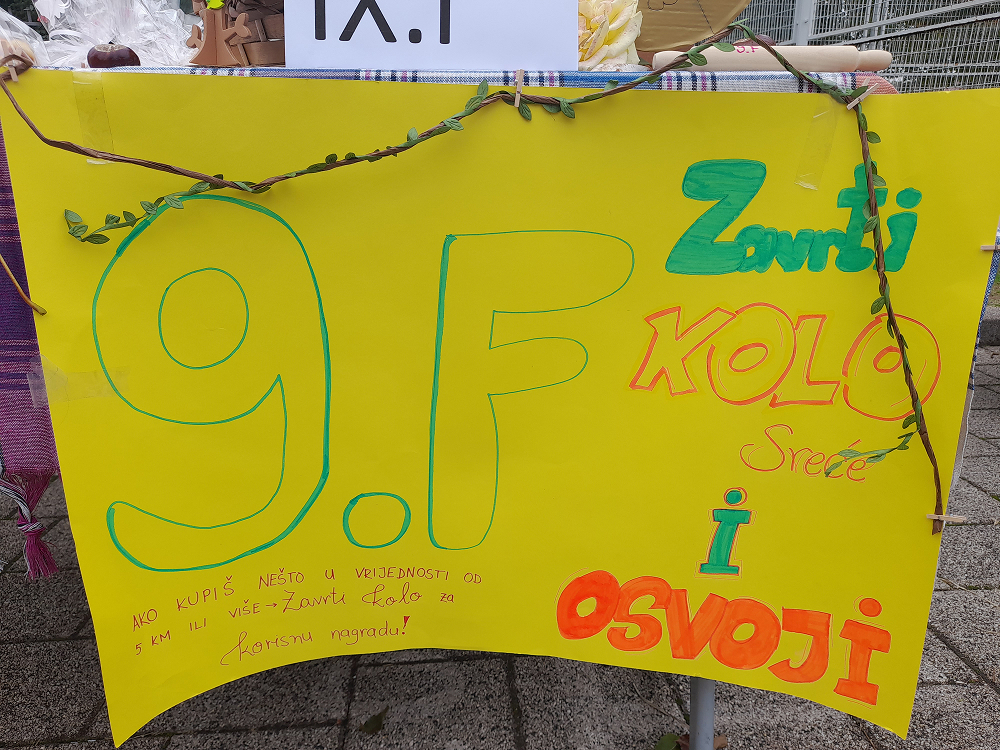 IX.F
S.F
9.F
Zavrti
KOLO
Sreće
i
OSVOJI
AKO KUPIŠ NEŠTO U VRIJEDNOSTI OD
5 KM ILI VIŠE→Zavrti Kolo za
korisnu nagradu!